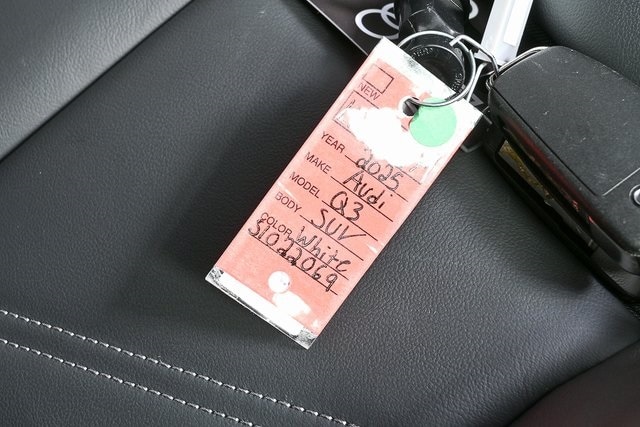 NEW
YEAR 2025
MAKE Audi
MODEL Q3
BODY SUV
COLOR White
S1022069